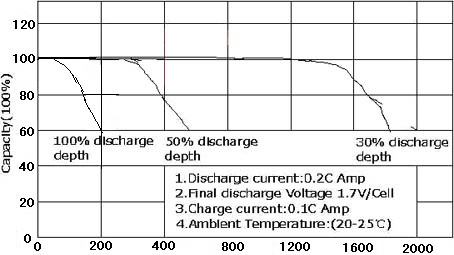 120
100
80
60
40
20
0
Capacity(100%)
100% discharge
depth
50% discharge
depth
30% discharge
depth
1.Discharge current:0.2C Amp
2.Final discharge Voltage 1.7V/Cell
3.Charge current:0.1C Amp
4.Ambient Temperature:(20-25℃)
0 200 400 800 1200 1600 2000